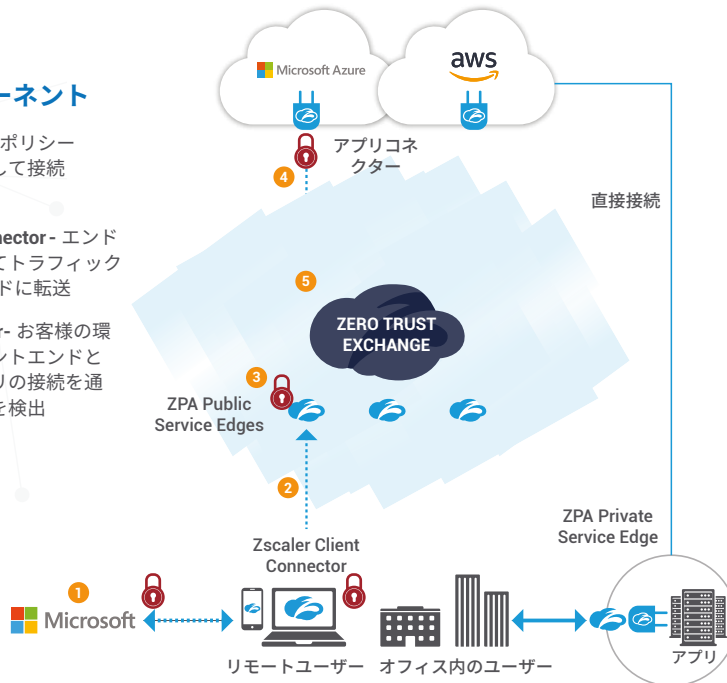 ーネント
ポリシー
して接続
nector - エンド
てトラフィック
ドに転送
r- お客様の環
ントエンドと
リの接続を通
を検出
Microsoft Azure
aws
アプリコネ
クター
4
直接接続
5
ZERO TRUST
EXCHANGE
3
ZPA Public
Service Edges
2
Zscaler Client
Connector
ZPA Private
Service Edge
1
Microsoft
リモートユーザー
オフィス内のユーザー
アプリ